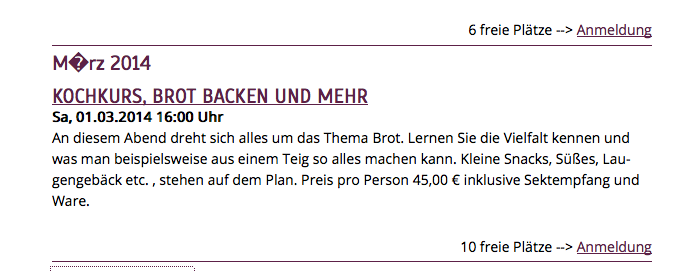 6 freie Plätze --> Anmeldung
M�rz 2014
KOCHKURS, BROT BACKEN UND MEHR
Sa, 01.03.2014 16:00 Uhr
An diesem Abend dreht sich alles um das Thema Brot. Lernen Sie die Vielfalt kennen und
was man beispielsweise aus einem Teig so alles machen kann. Kleine Snacks, Süßes, Lau-
gengebäck etc. , stehen auf dem Plan. Preis pro Person 45,00 € inklusive Sektempfang und
Ware.
10 freie Plätze --> Anmeldung